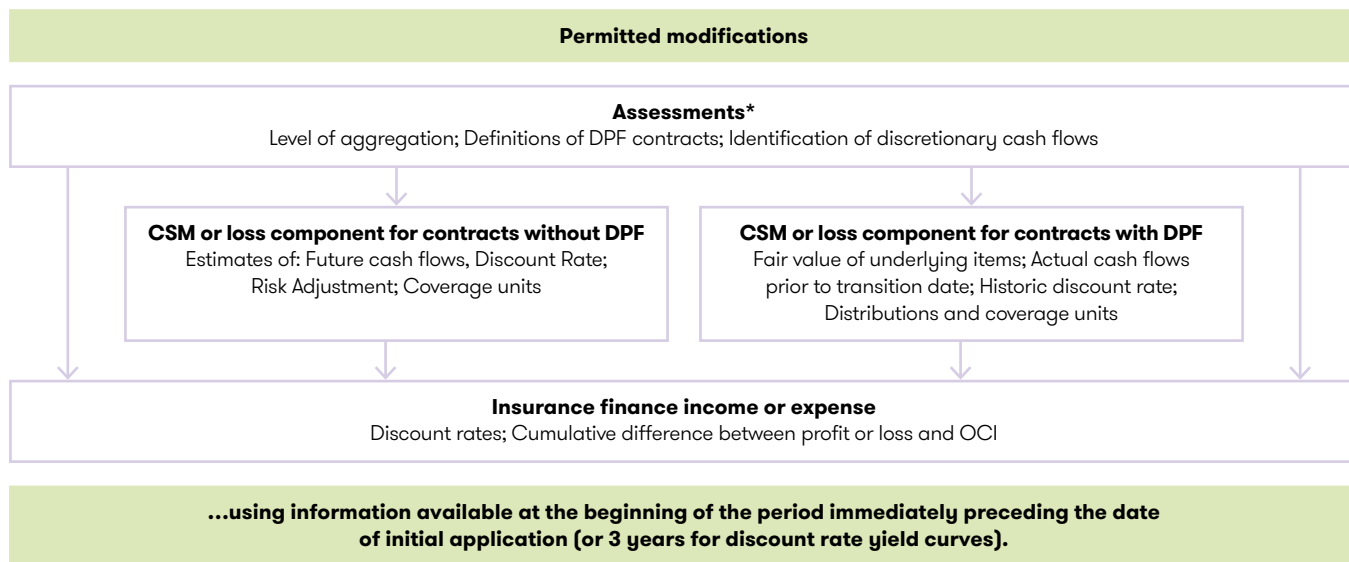 Permitted modifications
Assessments*
Level of aggregation; Definitions of DPF contracts; Identification of discretionary cash flows
CSM or loss component for contracts without DPF
Estimates of: Future cash flows, Discount Rate;
Risk Adjustment; Coverage units
CSM or loss component for contracts with DPF
Fair value of underlying items; Actual cash flows
prior to transition date; Historic discount rate;
Distributions and coverage units
Insurance finance income or expense
Discount rates; Cumulative difference between profit or loss and OCI
...using information available at the beginning of the period immediately preceding the date
of initial application (or 3 years for discount rate yield curves).